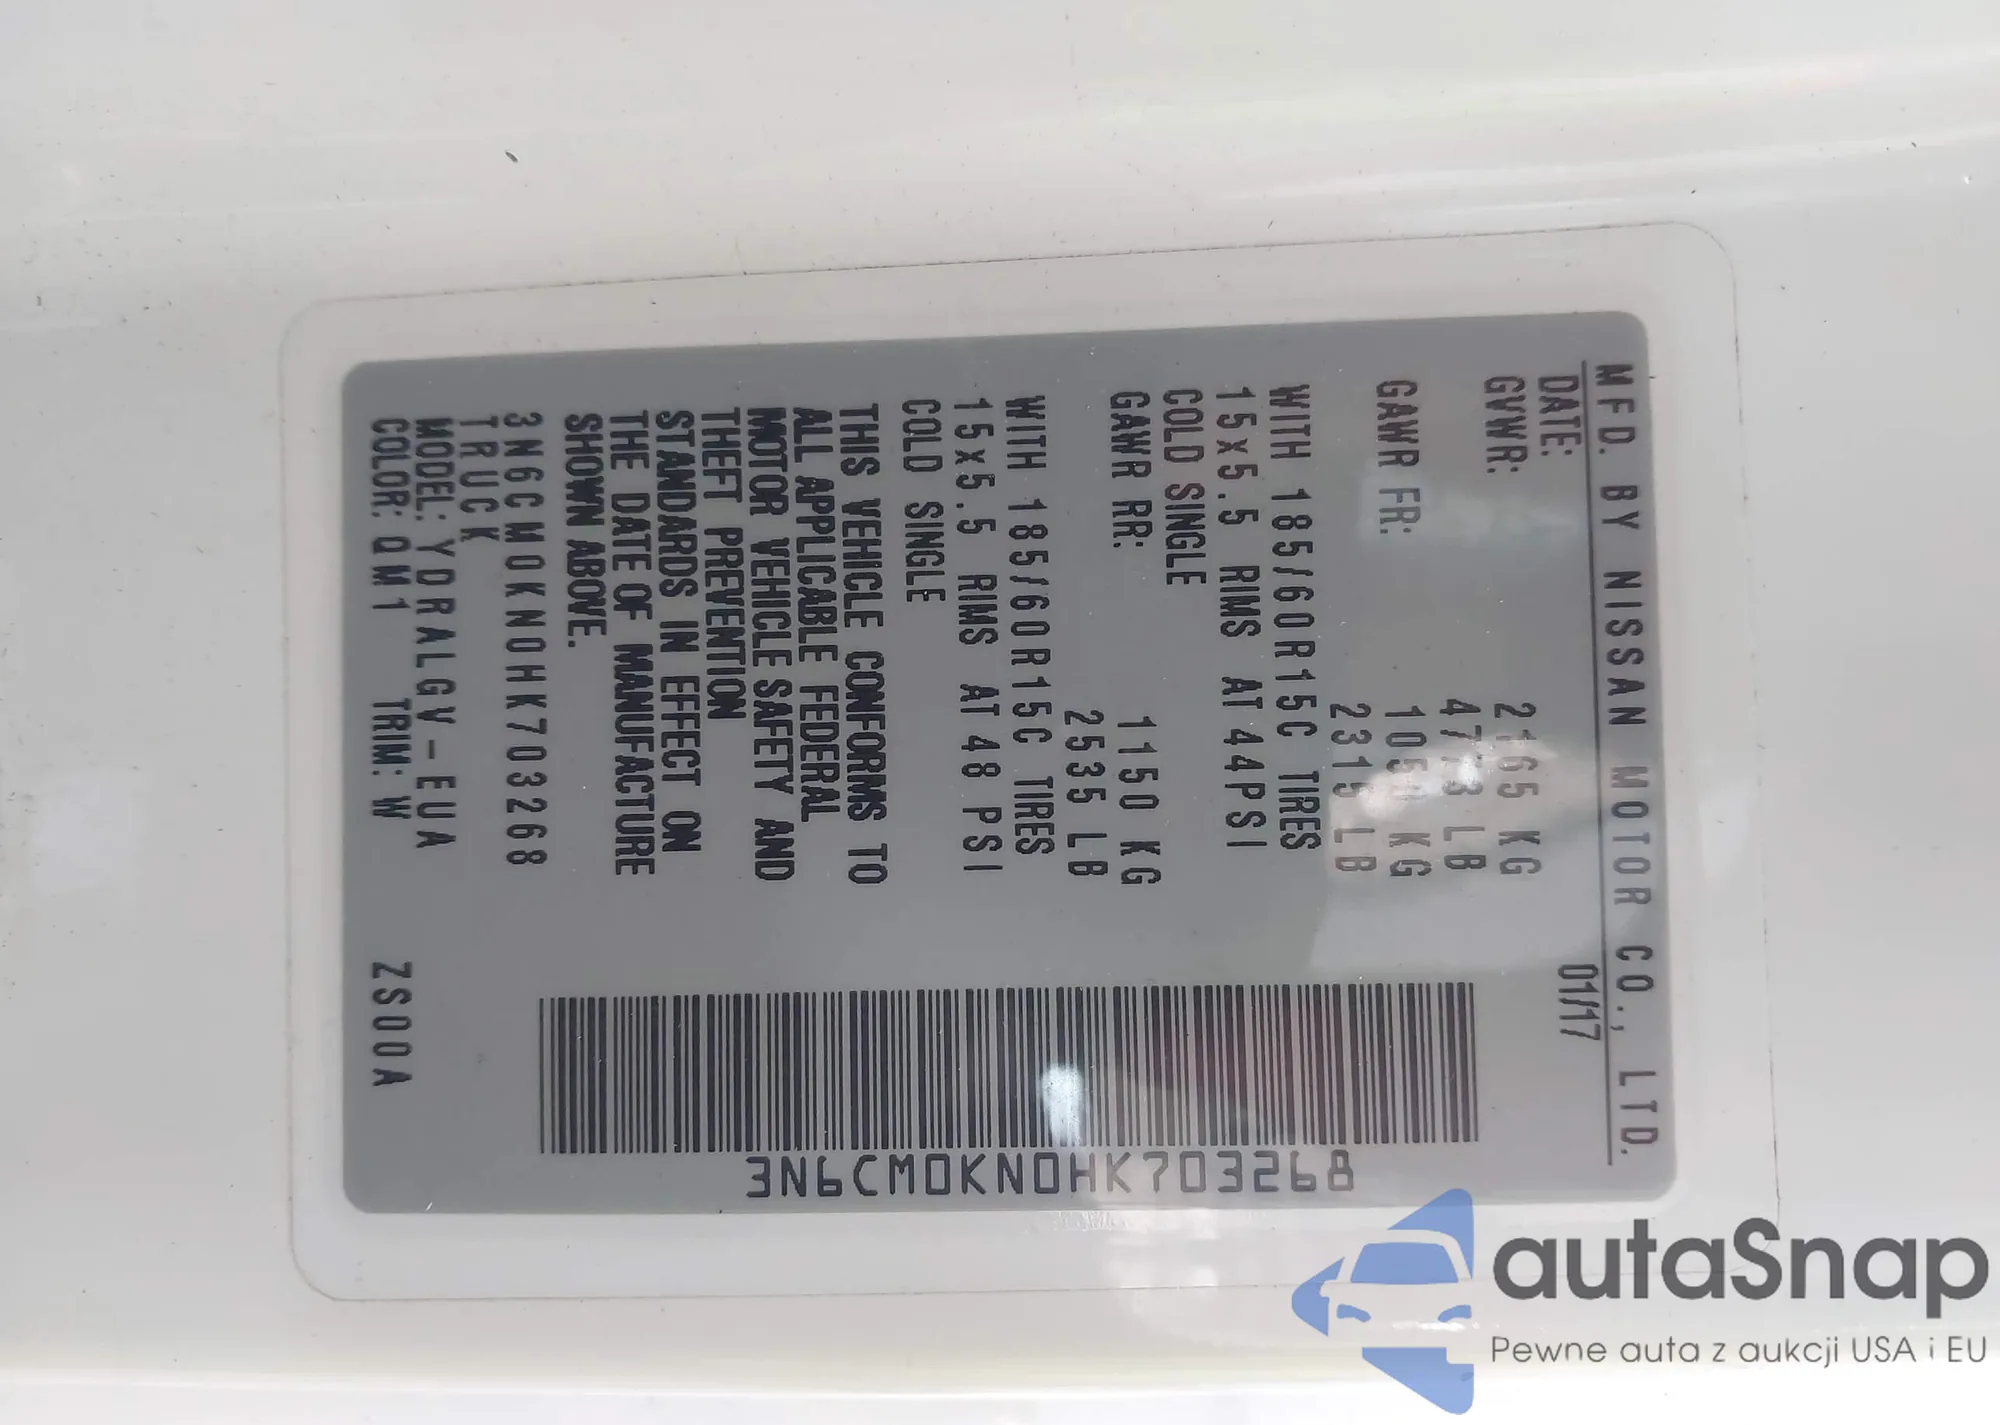 MFD. BY NISSAN MOTOR CO., LTD.
DATE: 01/17
GVWR: 2165 KG
4773 LB
GAWR FR: 1050 KG
2315 LB
WITH 185/60R15C TIRES
15x5.5 RIMS AT 44PSI
COLD SINGLE
GAWR RR: 1150 KG
2535 LB
WITH 185/60R15C TIRES
15x5.5 RIMS AT 48 PSI
COLD SINGLE
THIS VEHICLE CONFORMS TO
ALL APPLICABLE FEDERAL
MOTOR VEHICLE SAFETY AND
THEFT PREVENTION
STANDARDS IN EFFECT ON
THE DATE OF MANUFACTURE
SHOWN ABOVE.
3N6CM0KN0HK703268
TRUCK
MODEL: YDRALGV-EUA
COLOR: QM1 TRIM: W ZS00A
3N6CM0KN0HK703268
autaSnap
Pewne auta z aukcji USA i EU